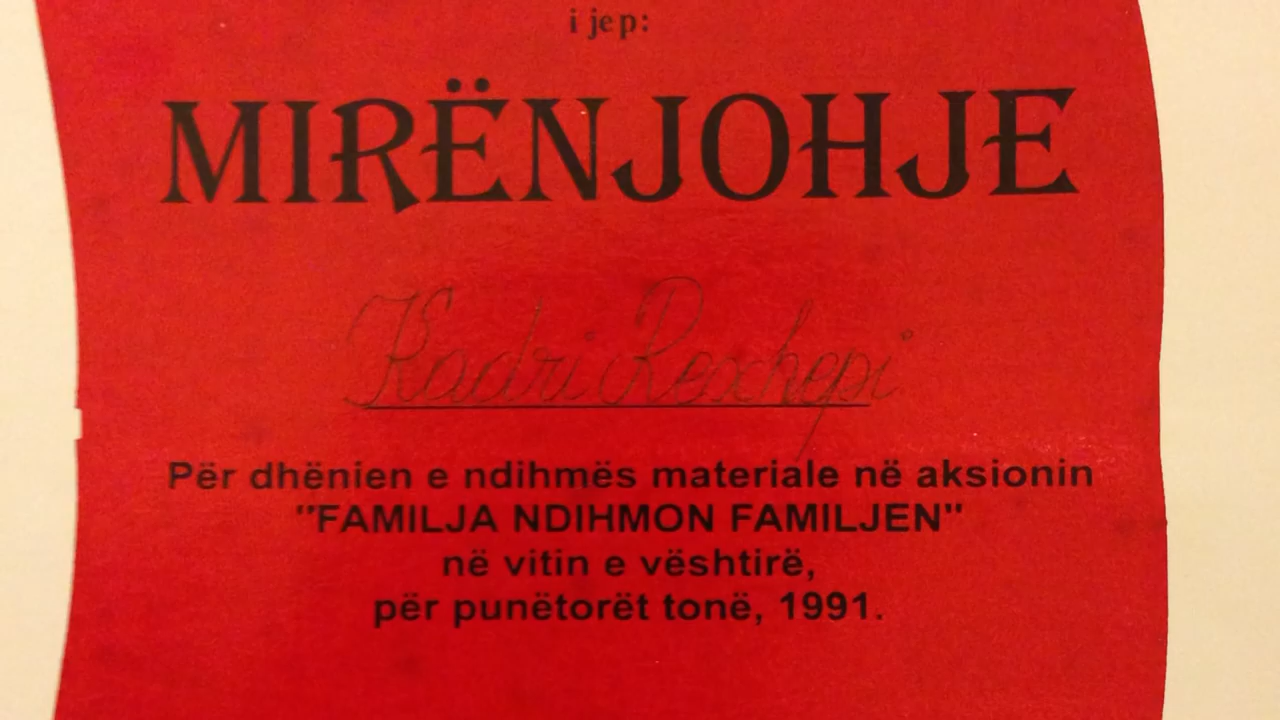 i jep:
MIRËNJOHJE
Kadri Rexhepi
Për dhënien e ndihmës materiale në aksionin
"FAMILJA NDIHMON FAMILJEN"
në vitin e vështirë,
për punëtorët tonë, 1991.